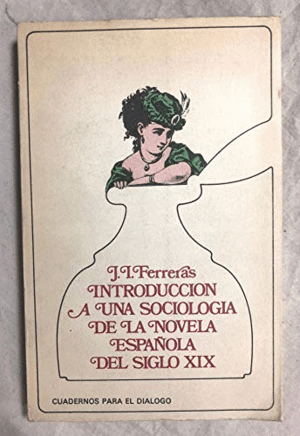 J.I.Ferreras
INTRODUCCION
A UNA SOCIOLOGIA
DE LA NOVELA
ESPAÑOLA
DEL SIGLO XIX
CUADERNOS PARA EL DIALOGO